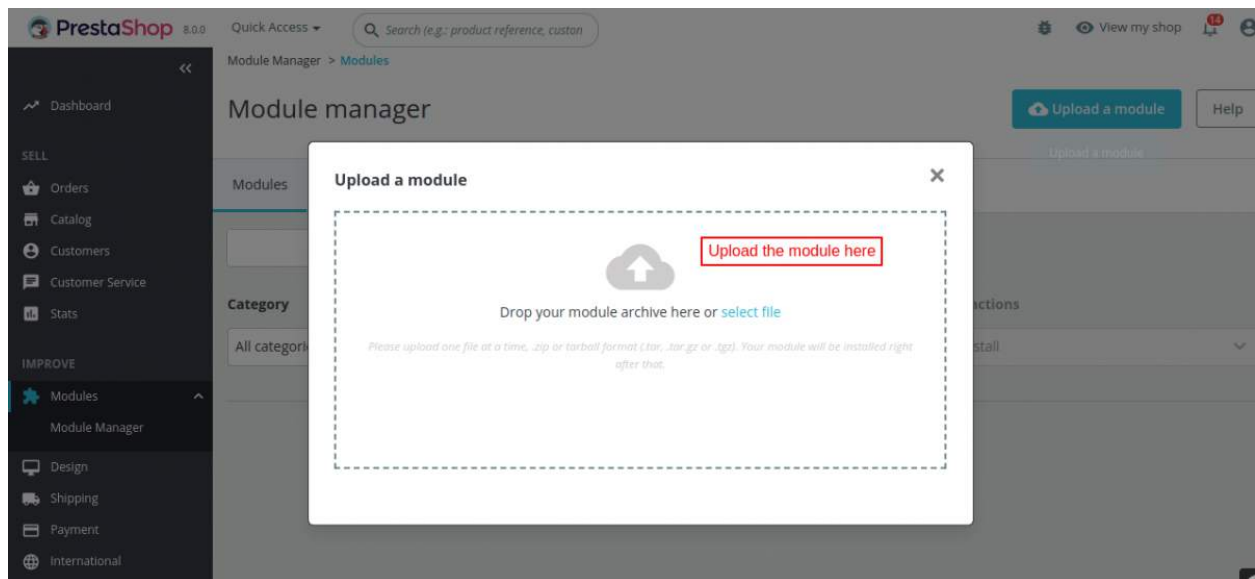 PrestaShop 8.0.0 Quick Access Search (e.g.: product reference, custon View my shop 14
Module Manager > Modules
Dashboard
Module manager
Upload a module
Help
Upload a module
SELL
Orders
Catalog
Customers
Customer Service
Stats
IMPROVE
Modules
Module Manager
Design
Shipping
Payment
International
Modules
Category
All categori
actions
stall
Upload a module
Upload the module here
Drop your module archive here or select file
Please upload one file at a time, .zip or tarball format (.tar, .tar.gz or .tgz). Your module will be installed right
after that.